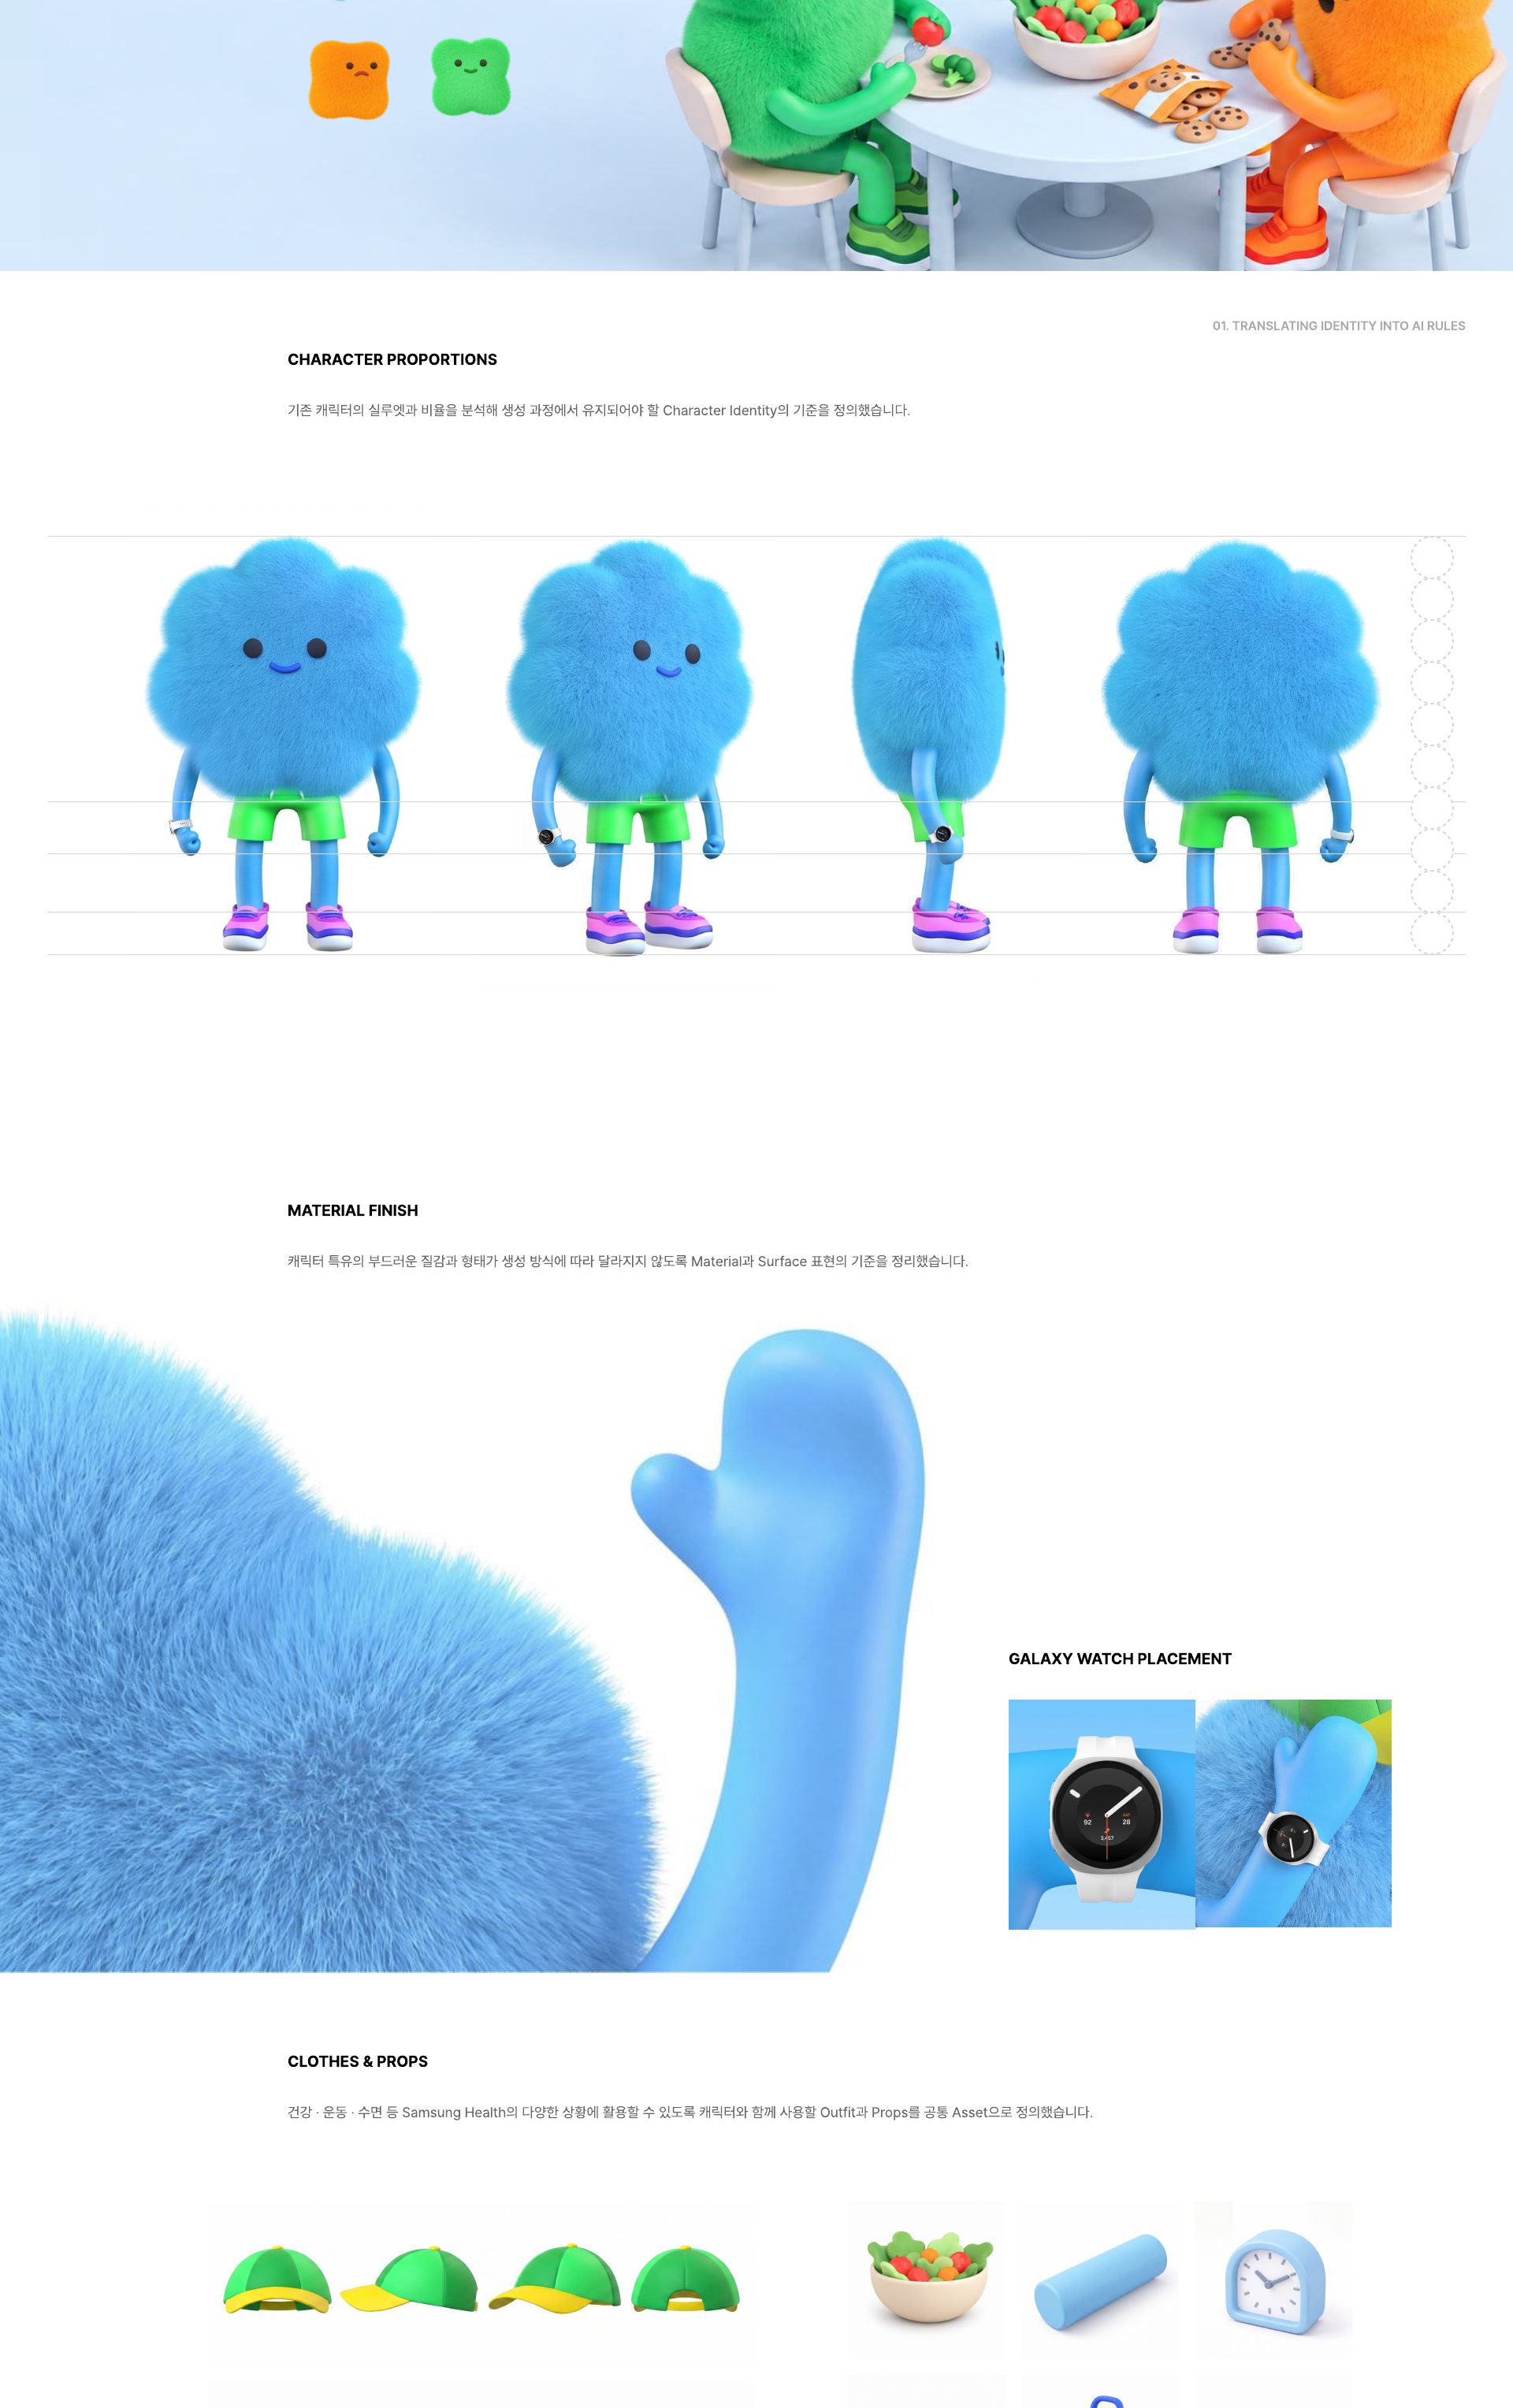 01. TRANSLATING IDENTITY INTO AI RULES
CHARACTER PROPORTIONS
기존 캐릭터의 실루엣과 비율을 분석해 생성 과정에서 유지되어야 할 Character Identity의 기준을 정의했습니다.
MATERIAL FINISH
캐릭터 특유의 부드러운 질감과 형태가 생성 방식에 따라 달라지지 않도록 Material과 Surface 표현의 기준을 정리했습니다.
GALAXY WATCH PLACEMENT
92
28
CLOTHES & PROPS
건강 · 운동 · 수면 등 Samsung Health의 다양한 상황에 활용할 수 있도록 캐릭터와 함께 사용할 Outfit과 Props를 공통 Asset으로 정의했습니다.